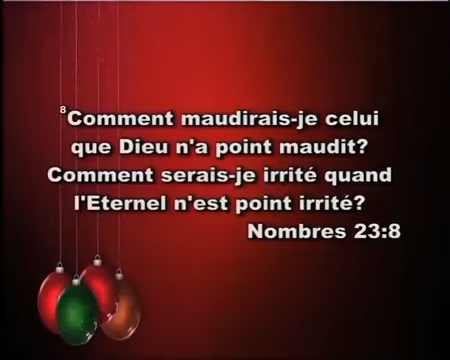 ⁸Comment maudirais-je celui
que Dieu n'a point maudit?
Comment serais-je irrité quand
l'Eternel n'est point irrité?
Nombres 23:8